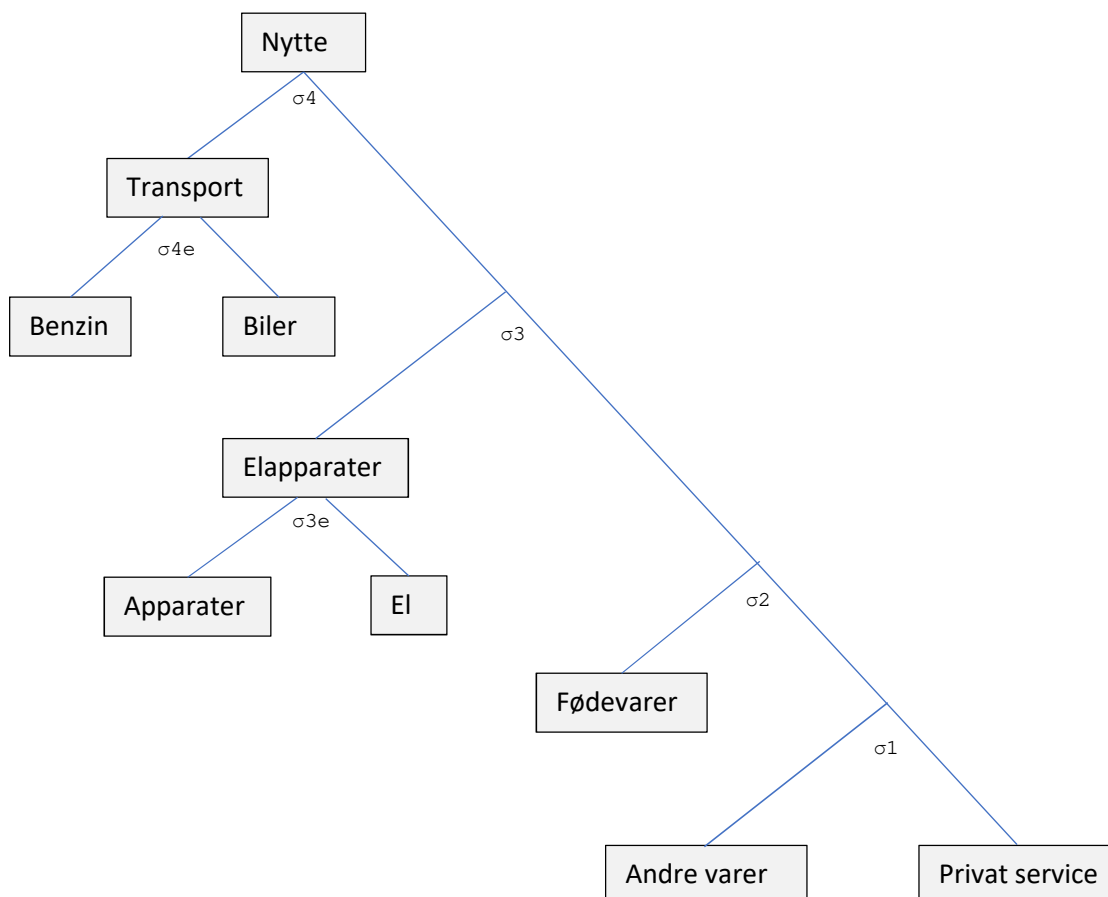 Nytte
σ4
Transport
σ4e
Benzin
Biler
σ3
Elapparater
σ3e
Apparater
El
σ2
Fødevarer
σ1
Andre varer
Privat service